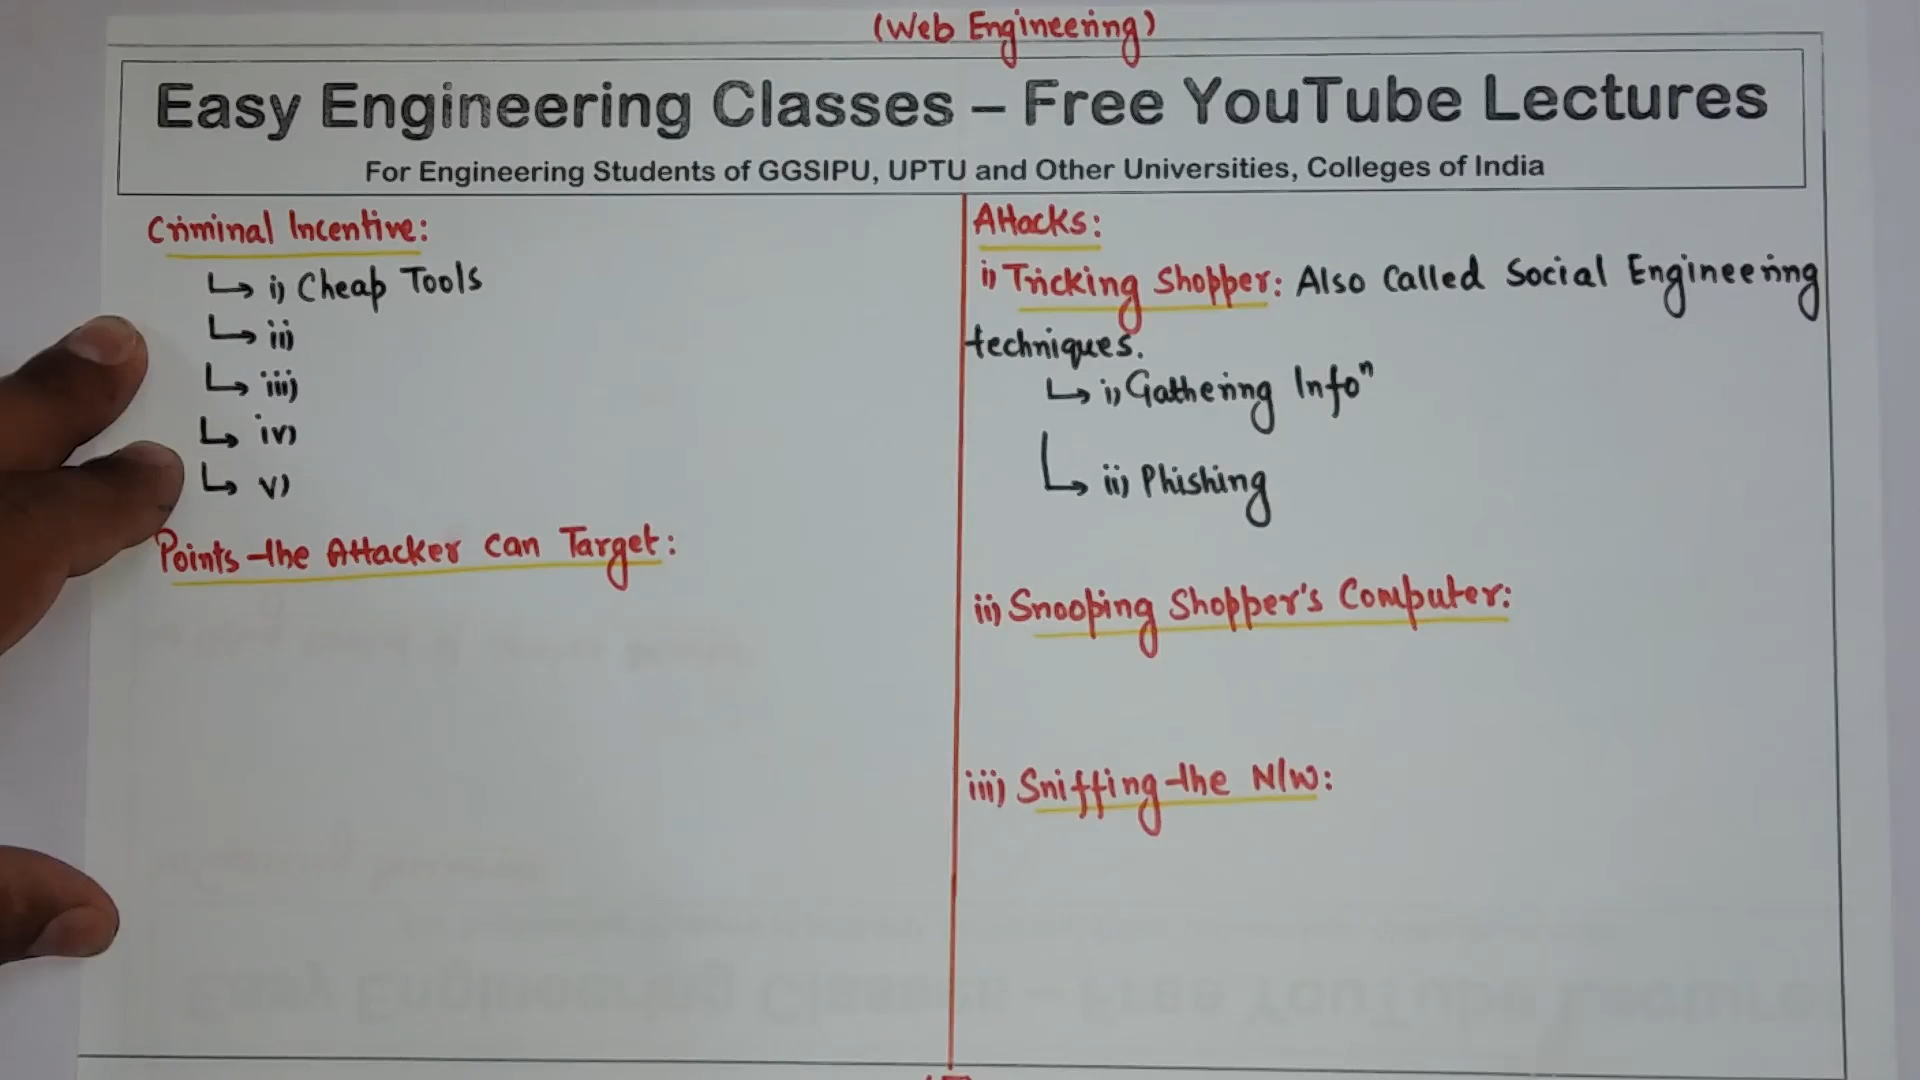 (Web Engineering)
Easy Engineering Classes – Free YouTube Lectures
For Engineering Students of GGSIPU, UPTU and Other Universities, Colleges of India
Criminal Incentive:
↳ i) Cheap Tools
↳ ii)
↳ iii)
↳ iv)
↳ v)
Points the Attacker can Target:
Attacks:
i) Tricking Shopper: Also Called Social Engineering
techniques.
↳ i) Gathering Infoⁿ
↳ ii) Phishing
ii) Snooping Shopper's Computer:
iii) Sniffing the N/W: